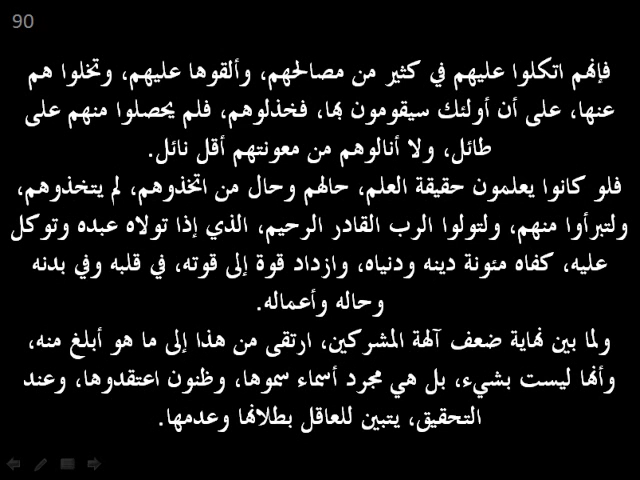 90
فإنهم اتكلوا عليهم في كثير من مصالحهم، وألقوها عليهم، وتخلوا هم
عنها، على أن أولئك سيقومون بها، فخذلوهم، فلم يحصلوا منهم على
طائل، ولا أنالوهم من معونتهم أقل نائل.
فلو كانوا يعلمون حقيقة العلم، حالهم وحال من اتخذوهم، لم يتخذوهم،
ولتبرأوا منهم، ولتولوا الرب القادر الرحيم، الذي إذا تولاه عبده وتوكل
عليه، كفاه مئونة دينه ودنياه، وازداد قوة إلى قوته، في قلبه وفي بدنه
وحاله وأعماله.
ولما بين نهاية ضعف آلهة المشركين، ارتقى من هذا إلى ما هو أبلغ منه،
وأنها ليست بشيء، بل هي مجرد أسماء سموها، وظنون اعتقدوها، وعند
التحقيق، يتبين للعاقل بطلانها وعدمها.